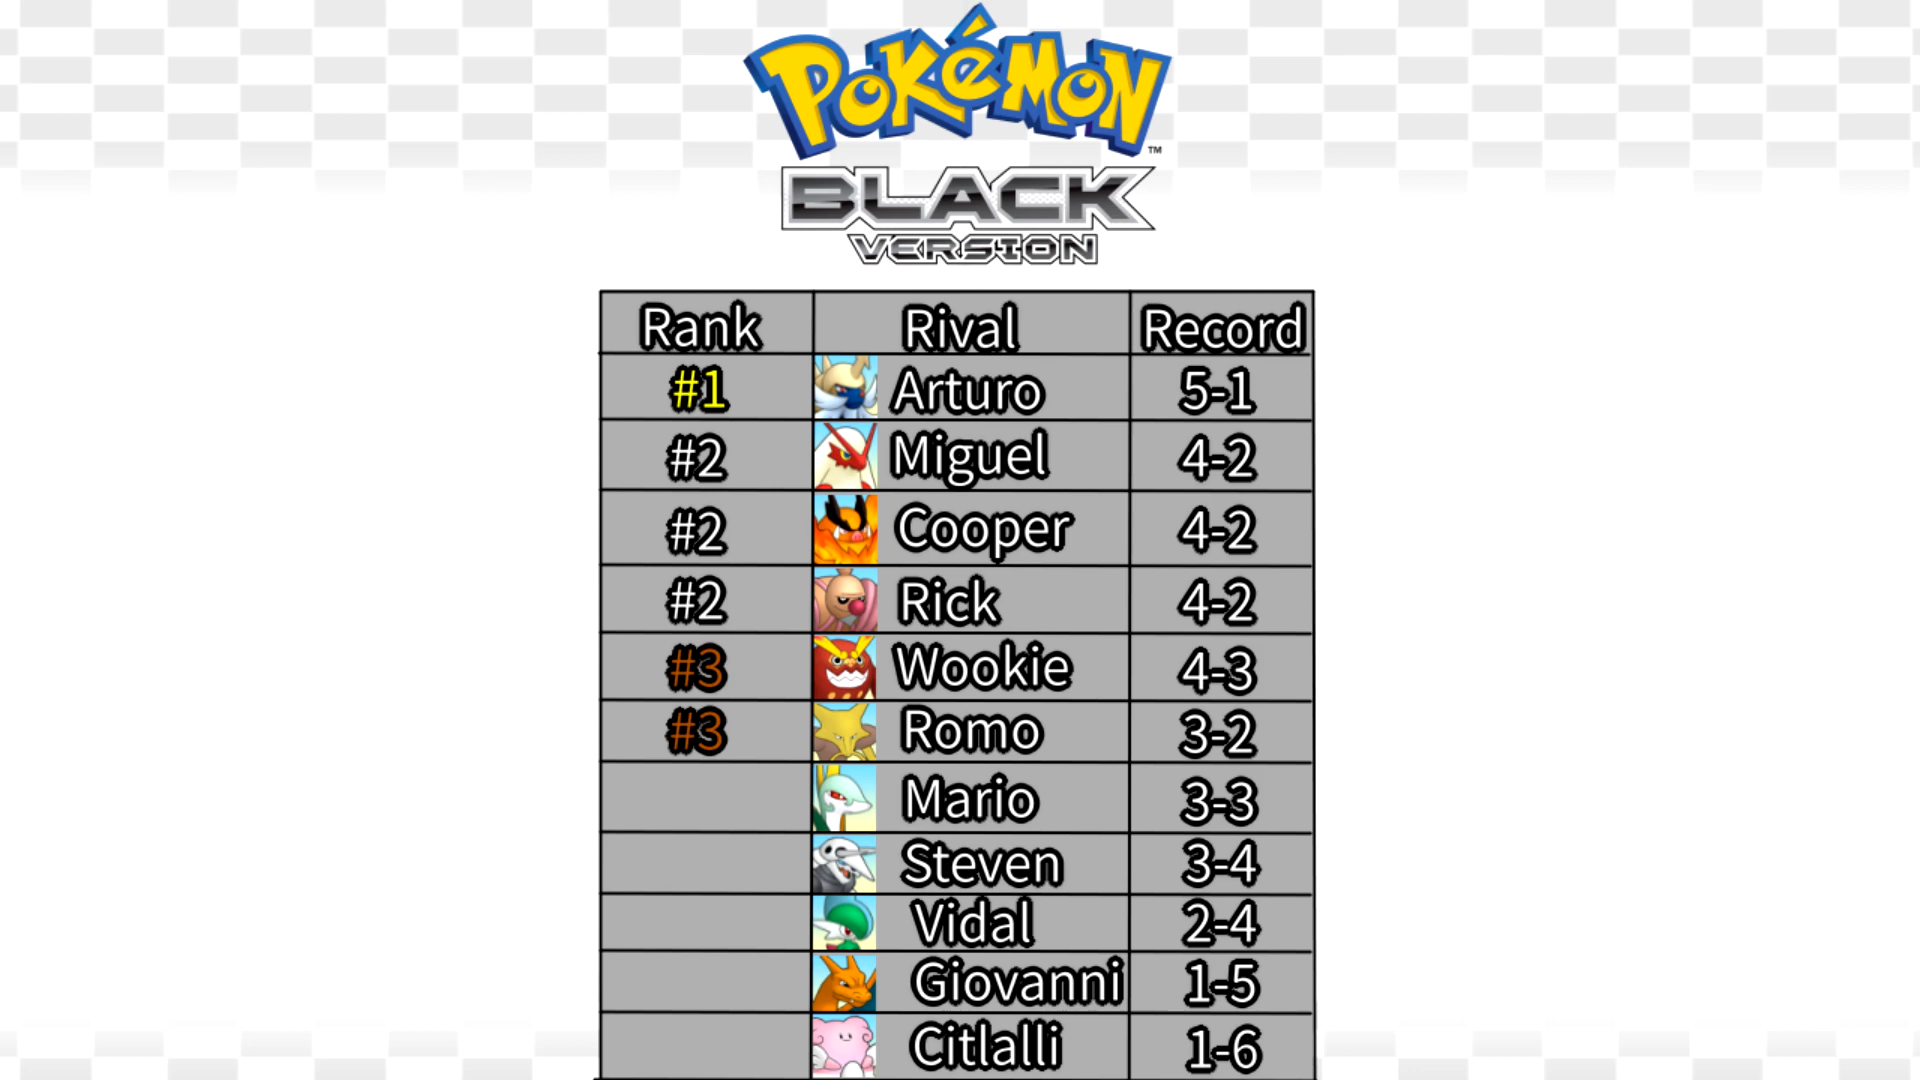 POKéMON
TM
BLACK
VERSION
Rank Rival Record
#1 Arturo 5-1
#2 Miguel 4-2
#2 Cooper 4-2
#2 Rick 4-2
#3 Wookie 4-3
#3 Romo 3-2
Mario 3-3
Steven 3-4
Vidal 2-4
Giovanni 1-5
Citlalli 1-6